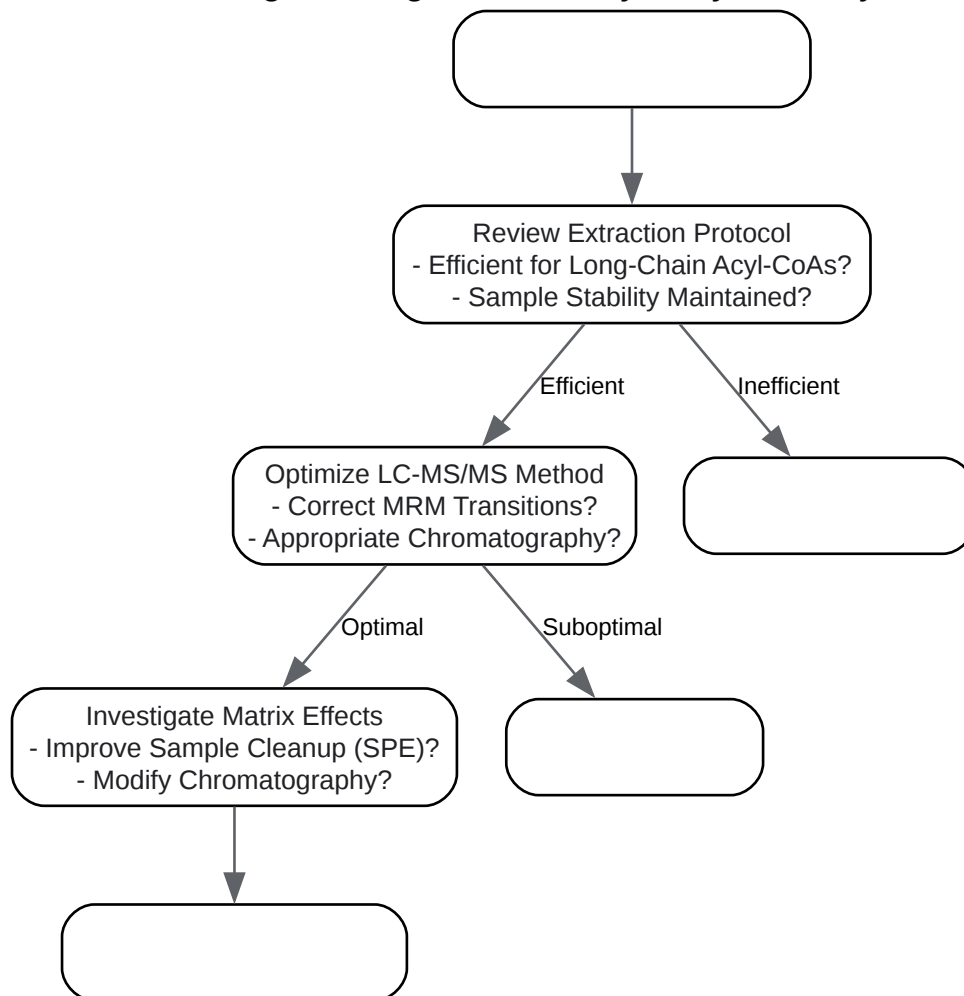 Review Extraction Protocol
- Efficient for Long-Chain Acyl-CoAs?
- Sample Stability Maintained?
Efficient
Inefficient
Optimize LC-MS/MS Method
- Correct MRM Transitions?
- Appropriate Chromatography?
Optimal
Suboptimal
Investigate Matrix Effects
- Improve Sample Cleanup (SPE)?
- Modify Chromatography?